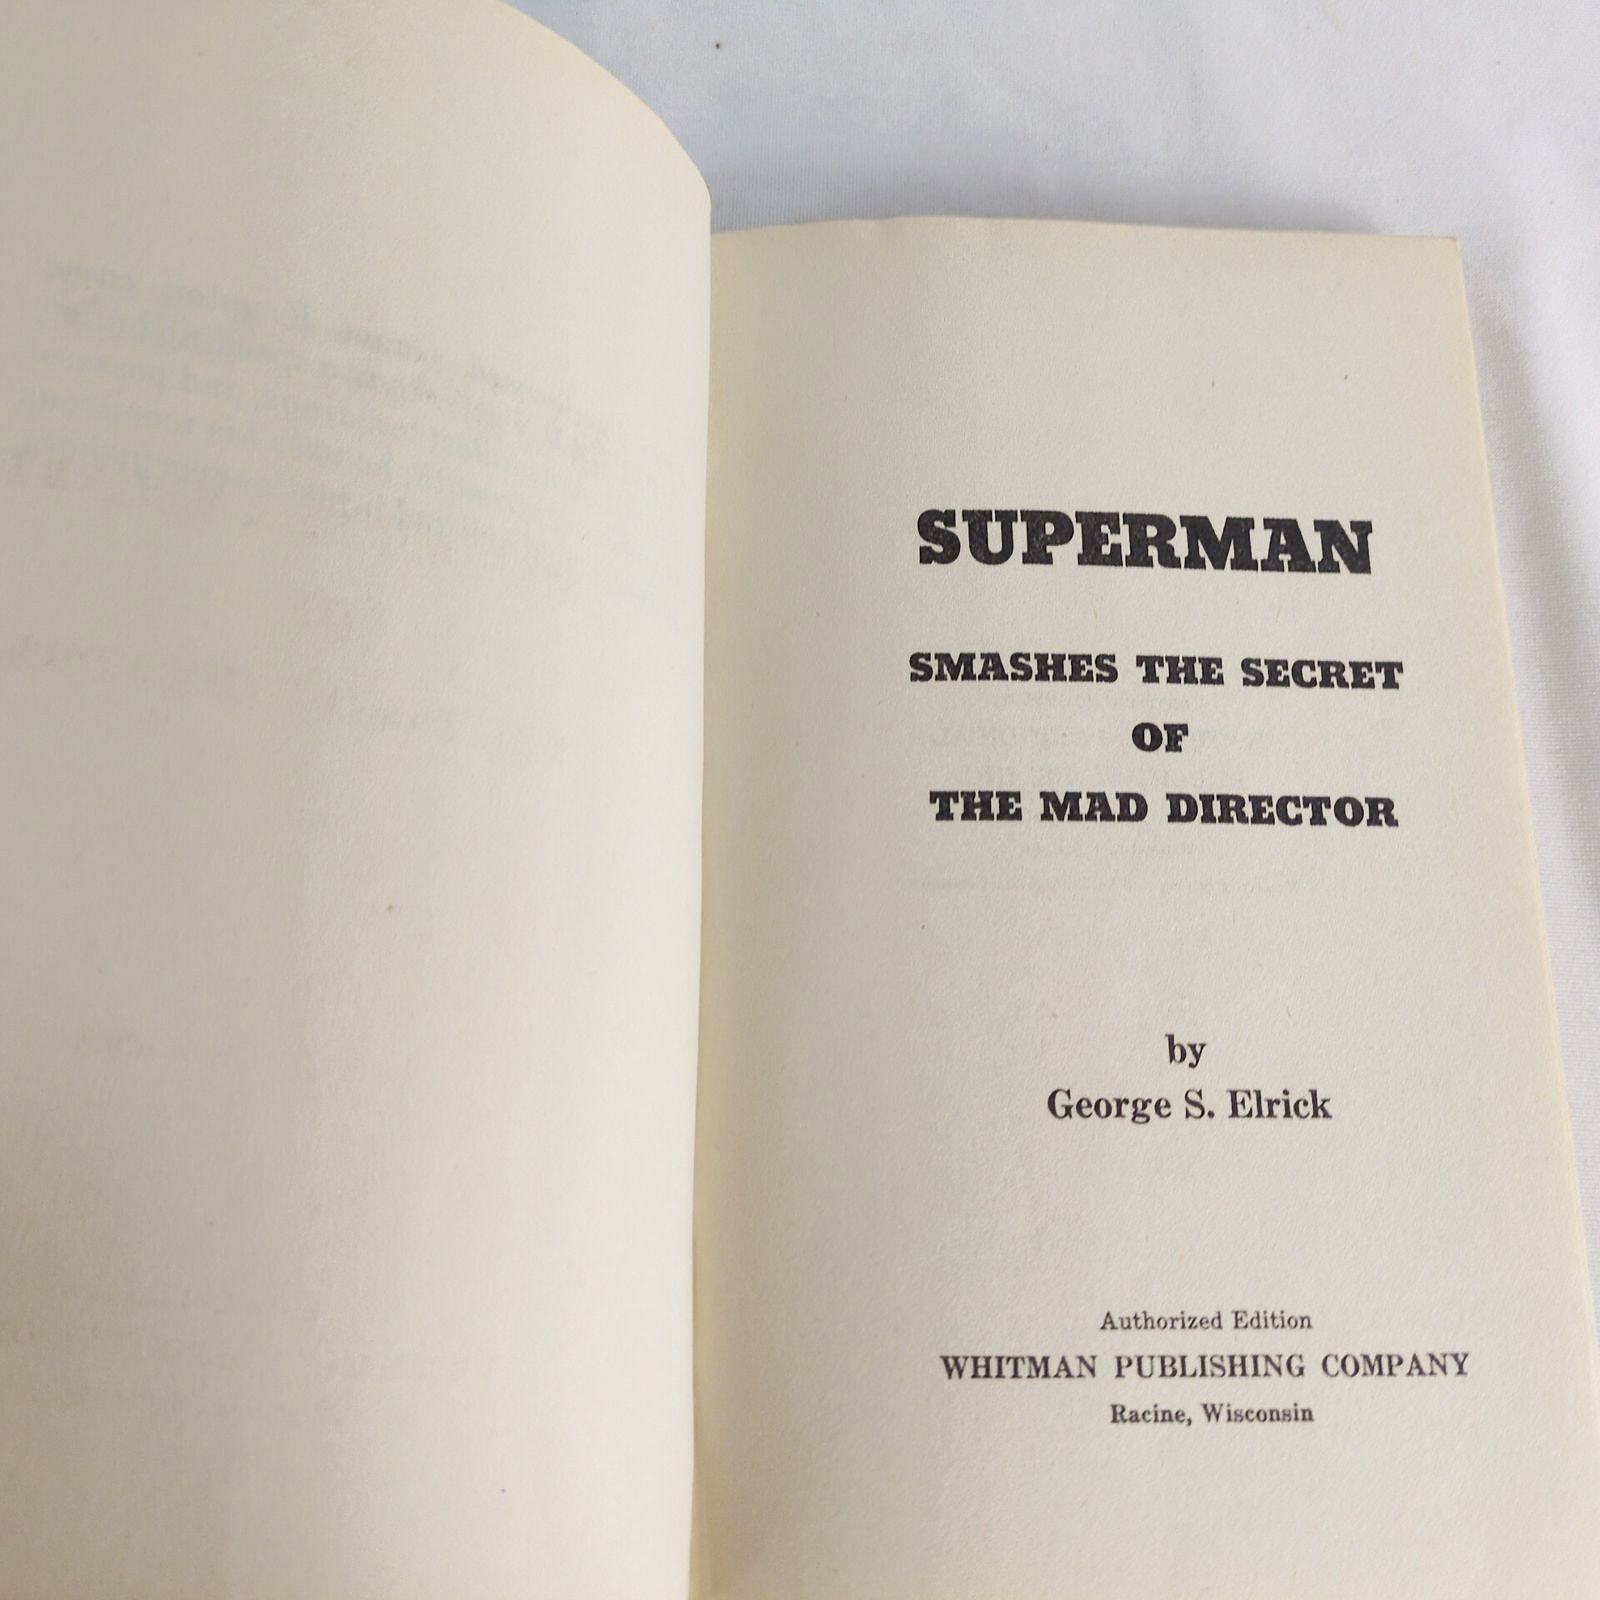 SUPERMAN
SMASHES THE SECRET
OF
THE MAD DIRECTOR
by
George S. Elrick
Authorized Edition
WHITMAN PUBLISHING COMPANY
Racine, Wisconsin